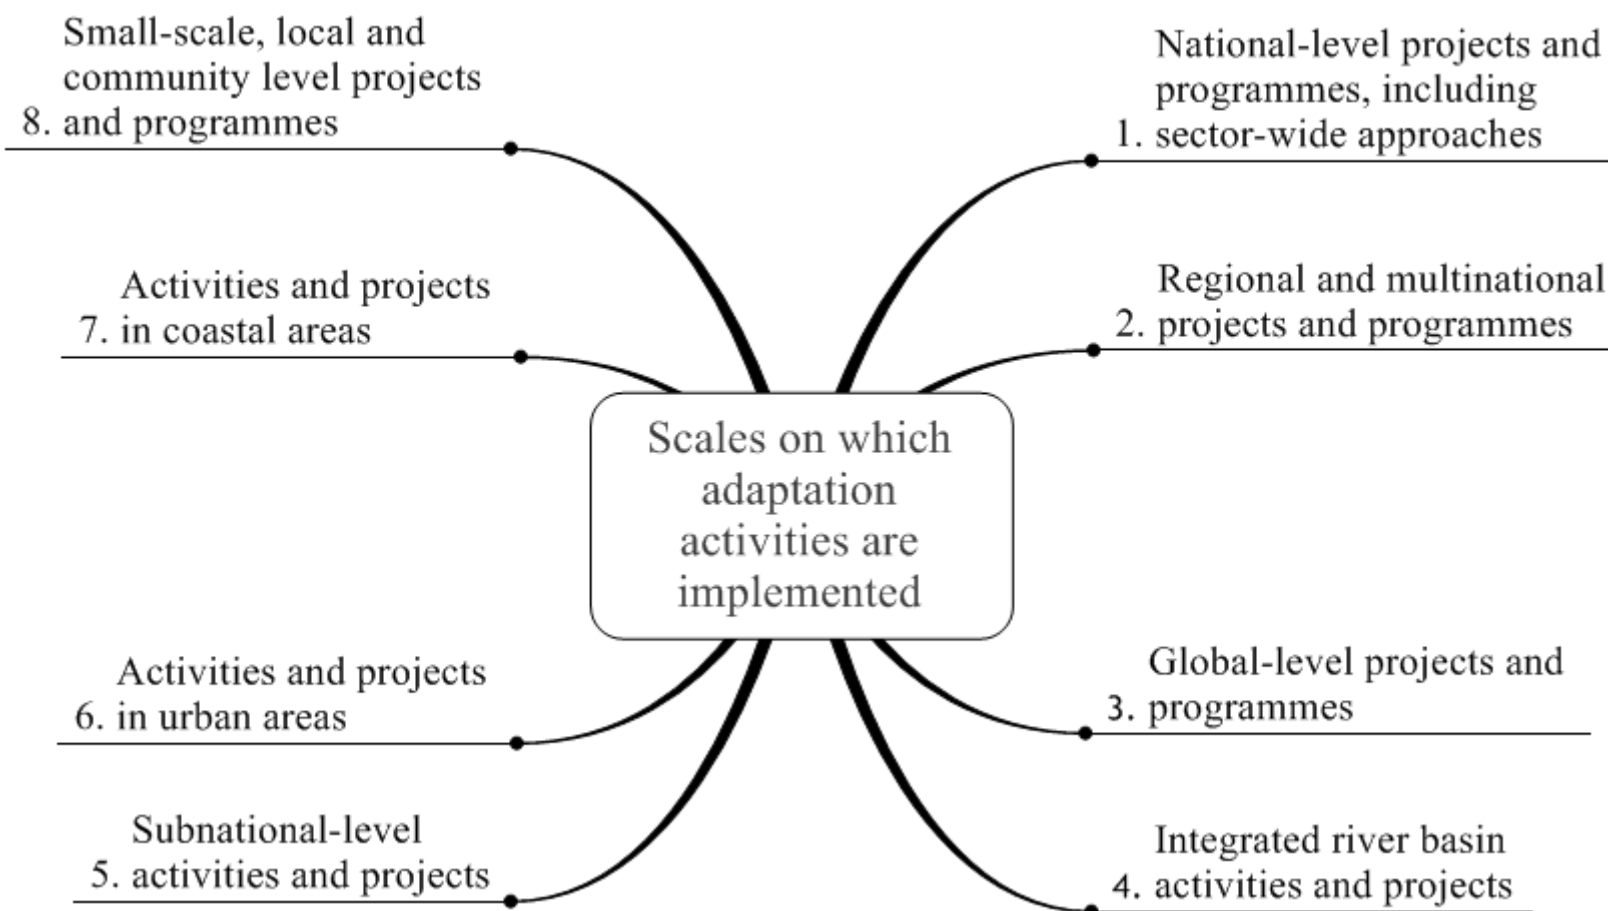 Small-scale, local and
community level projects
8. and programmes
National-level projects and
programmes, including
1. sector-wide approaches
Activities and projects
7. in coastal areas
Regional and multinational
2. projects and programmes
Scales on which
adaptation
activities are
implemented
Activities and projects
6. in urban areas
Global-level projects and
3. programmes
Subnational-level
5. activities and projects
Integrated river basin
4. activities and projects